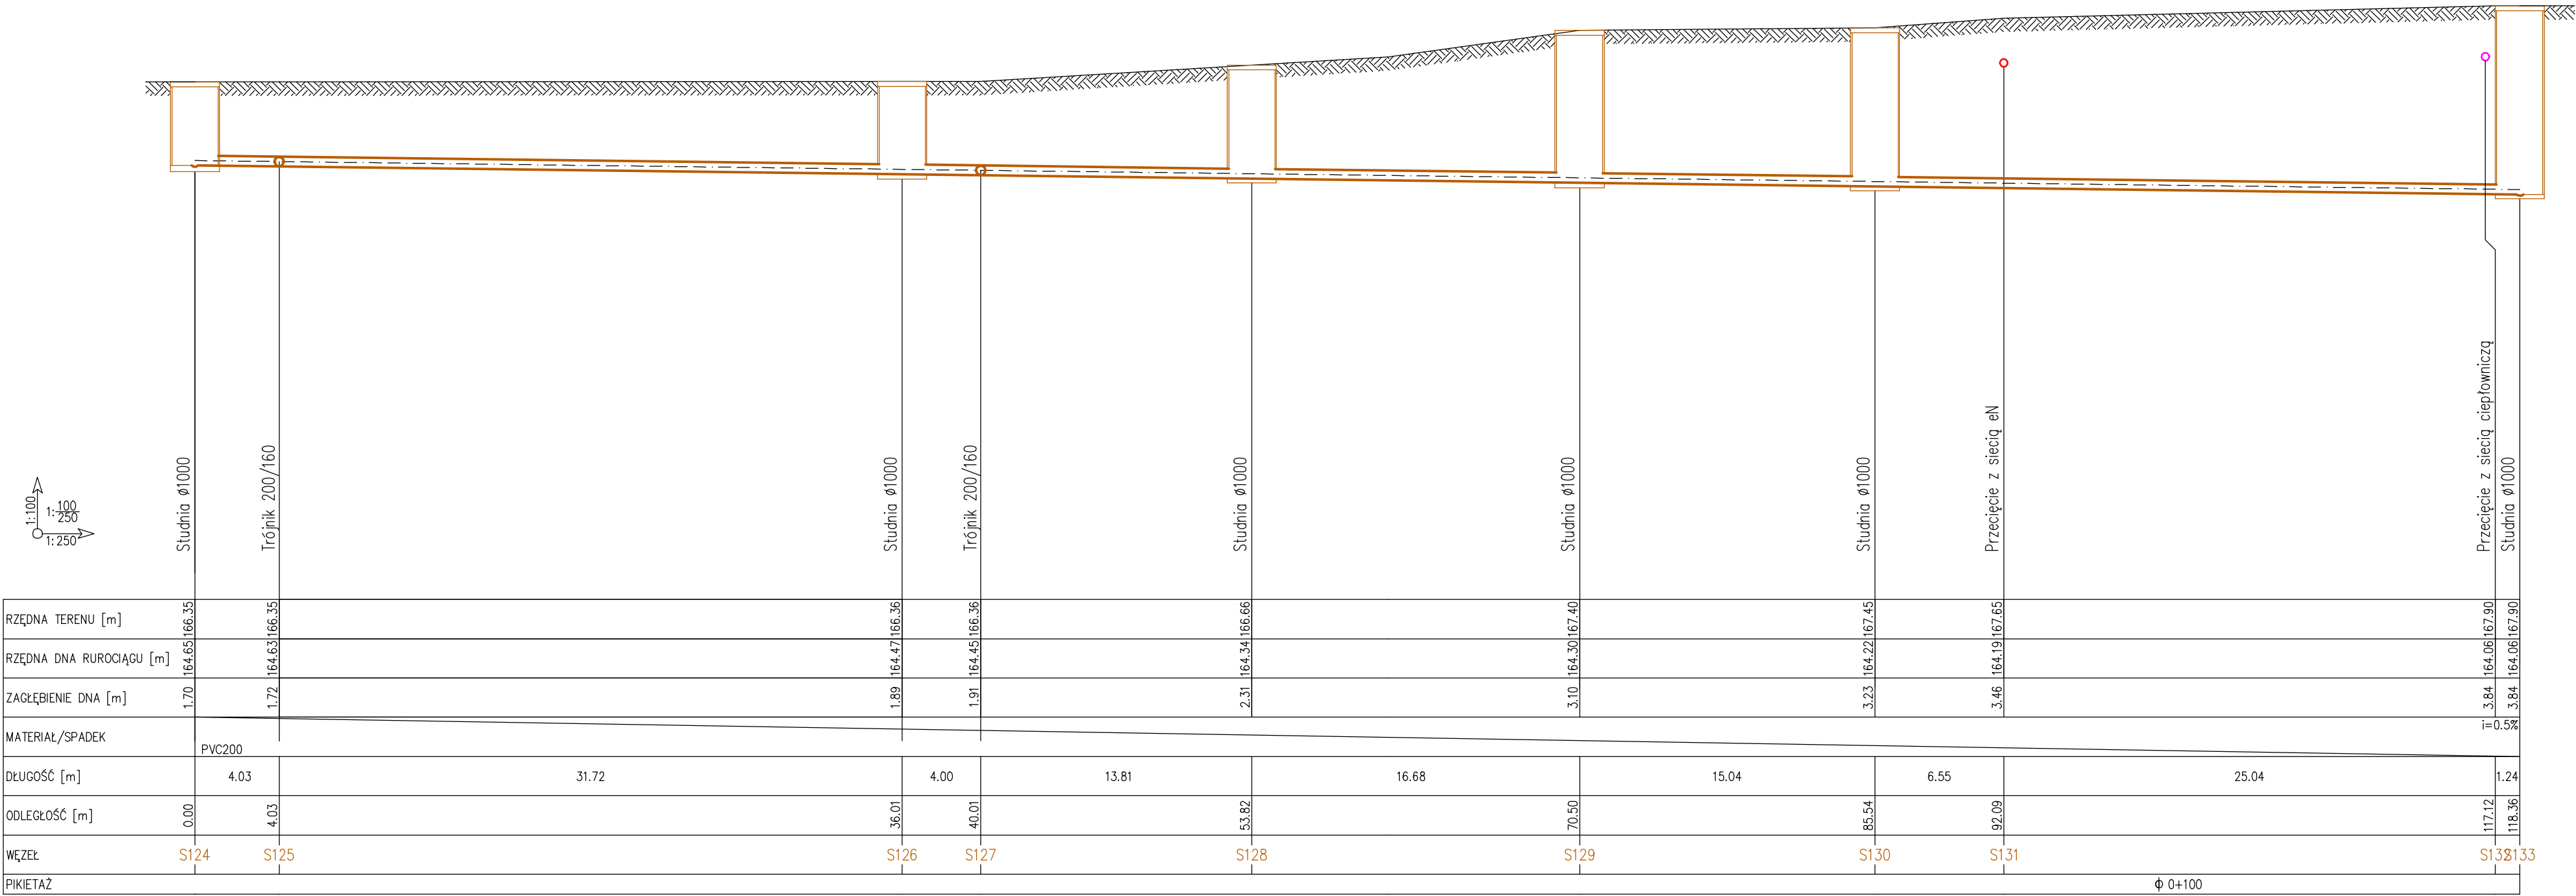 Studnia ø1000
Trójnik 200/160
Studnia ø1000
Trójnik 200/160
Studnia ø1000
Studnia ø1000
Studnia ø1000
Przecięcie z siecią eN
Przecięcie z siecią ciepłowniczą
Studnia ø1000
1:100
1:100/250
1:250
RZĘDNA TERENU [m] 166.35 166.35 166.36 166.36 166.66 167.40 167.45 167.65 167.90 167.90
RZĘDNA DNA RUROCIĄGU [m] 164.65 164.63 164.47 164.45 164.34 164.30 164.22 164.19 164.06 164.06
ZAGŁĘBIENIE DNA [m] 1.70 1.72 1.89 1.91 2.31 3.10 3.23 3.46 3.84 3.84
MATERIAŁ/SPADEK PVC200 i=0.5%
DŁUGOŚĆ [m] 4.03 31.72 4.00 13.81 16.68 15.04 6.55 25.04 1.24
ODLEGŁOŚĆ [m] 0.00 4.03 36.01 40.01 53.82 70.50 85.54 92.09 117.12 118.36
WĘZEŁ S124 S125 S126 S127 S128 S129 S130 S131 S132 S133
PIKIETAŻ ϕ 0+100